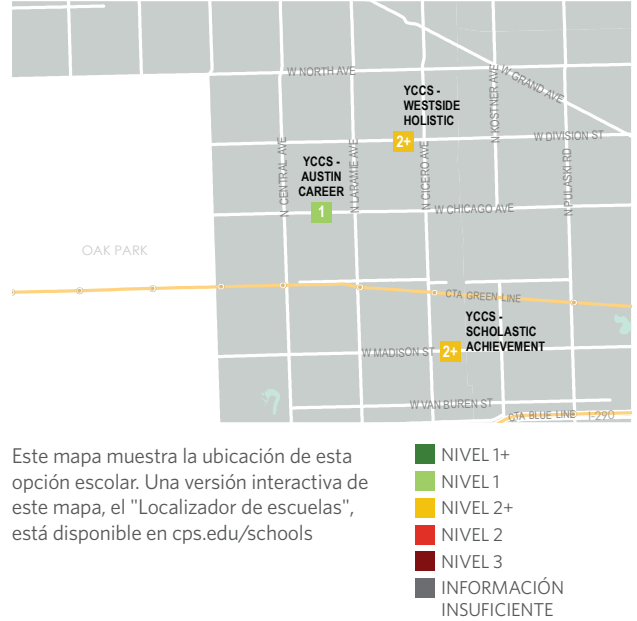 W NORTH AVE
W GRAND AVE
N KOSTNER AVE
YCCS -
WESTSIDE
HOLISTIC
2+
W DIVISION ST
N CENTRAL AVE
YCCS -
AUSTIN
CAREER
1
N LARAMIE AVE
N CICERO AVE
N PULASKI RD
W CHICAGO AVE
OAK PARK
CTA GREEN LINE
YCCS -
SCHOLASTIC
ACHIEVEMENT
2+
W MADISON ST
W VAN BUREN ST
CTA BLUE LINE
I-290
Este mapa muestra la ubicación de esta
opción escolar. Una versión interactiva de
este mapa, el "Localizador de escuelas",
está disponible en cps.edu/schools
NIVEL 1+
NIVEL 1
NIVEL 2+
NIVEL 2
NIVEL 3
INFORMACIÓN
INSUFICIENTE